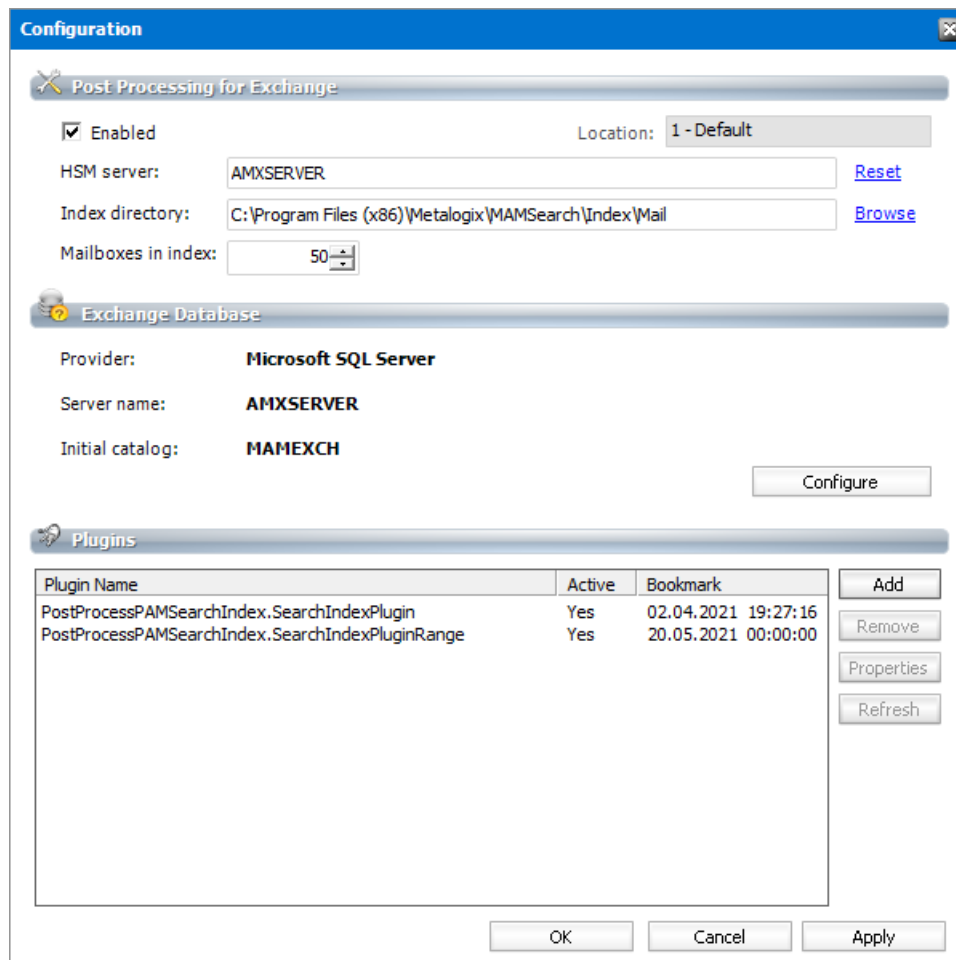 Configuration
Post Processing for Exchange
Enabled Location: 1 - Default
HSM server: AMXSERVER Reset
Index directory: C:\Program Files (x86)\Metalogix\MAMSearch\Index\Mail Browse
Mailboxes in index: 50
Exchange Database
Provider: Microsoft SQL Server
Server name: AMXSERVER
Initial catalog: MAMEXCH
Configure
Plugins
Plugin Name Active Bookmark Add
PostProcessPAMSearchIndex.SearchIndexPlugin Yes 02.04.2021 19:27:16
PostProcessPAMSearchIndex.SearchIndexPluginRange Yes 20.05.2021 00:00:00
Remove
Properties
Refresh
OK Cancel Apply